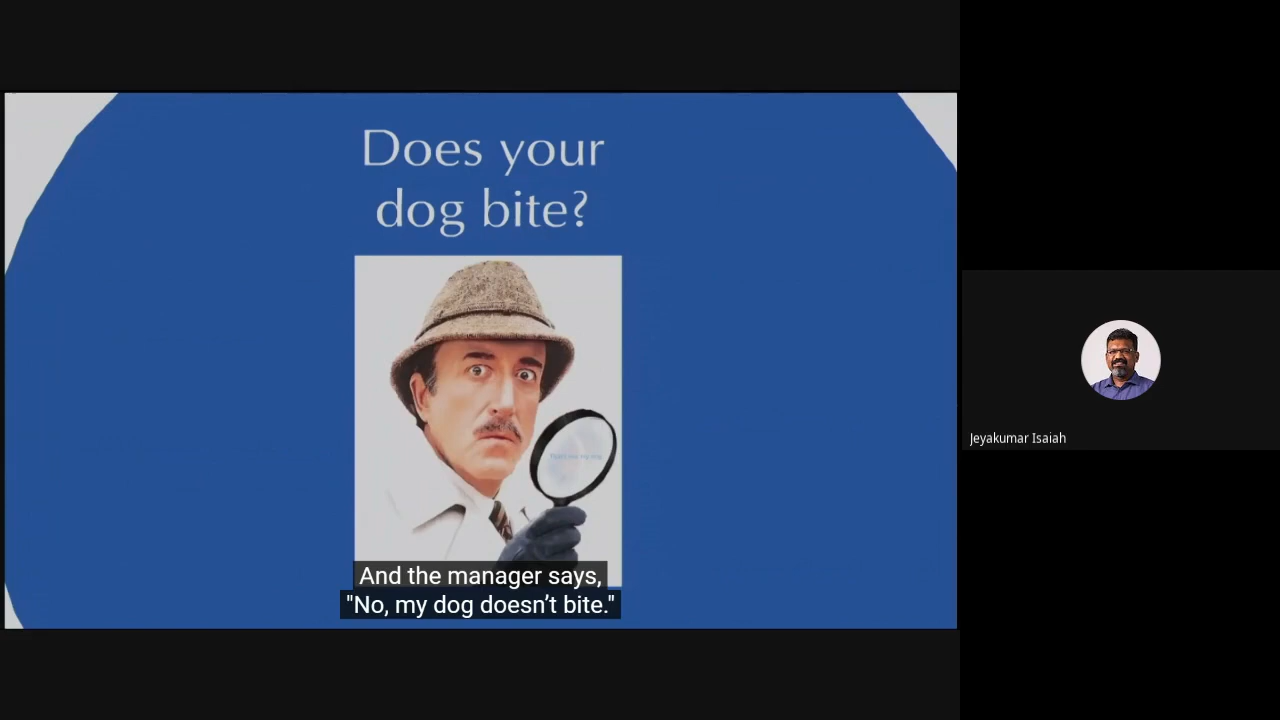 Does your
dog bite?
And the manager says,
"No, my dog doesn’t bite."
Jeyakumar Isaiah